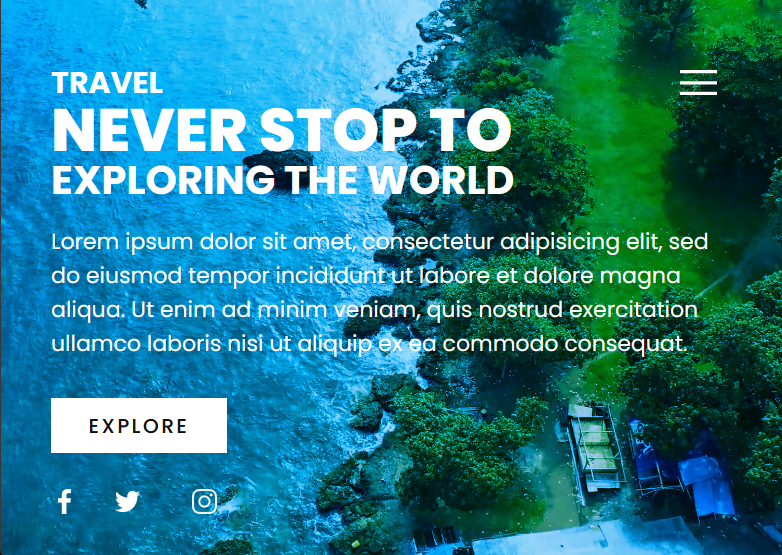 TRAVEL
NEVER STOP TO
EXPLORING THE WORLD
Lorem ipsum dolor sit amet, consectetur adipisicing elit, sed
do eiusmod tempor incididunt ut labore et dolore magna
aliqua. Ut enim ad minim veniam, quis nostrud exercitation
ullamco laboris nisi ut aliquip ex ea commodo consequat.
EXPLORE